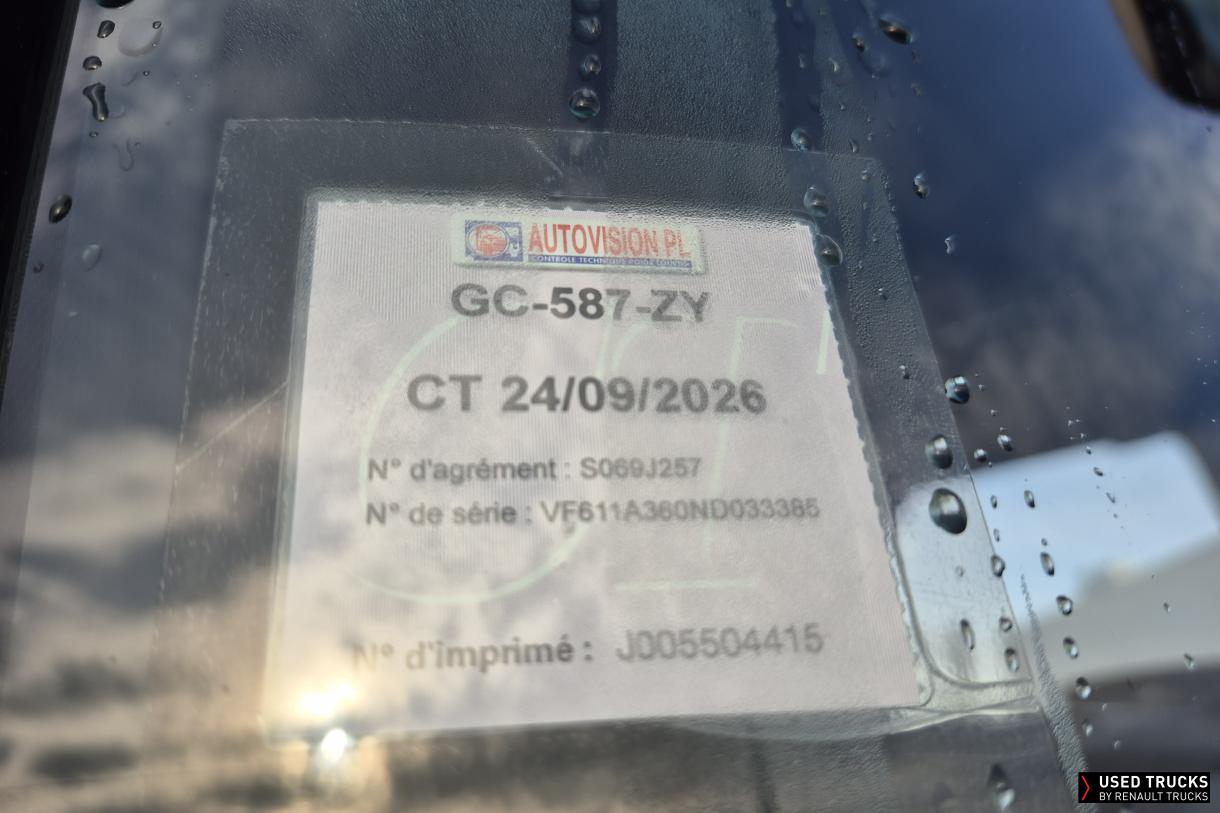 AUTOVISION PL
CONTROLE TECHNIQUE POIDS LOURDS
GC-587-ZY
CT 24/09/2026
N° d'agrément : S069J257
N° de série : VF611A360ND033385
N° d'imprimé : J005504415
USED TRUCKS
BY RENAULT TRUCKS